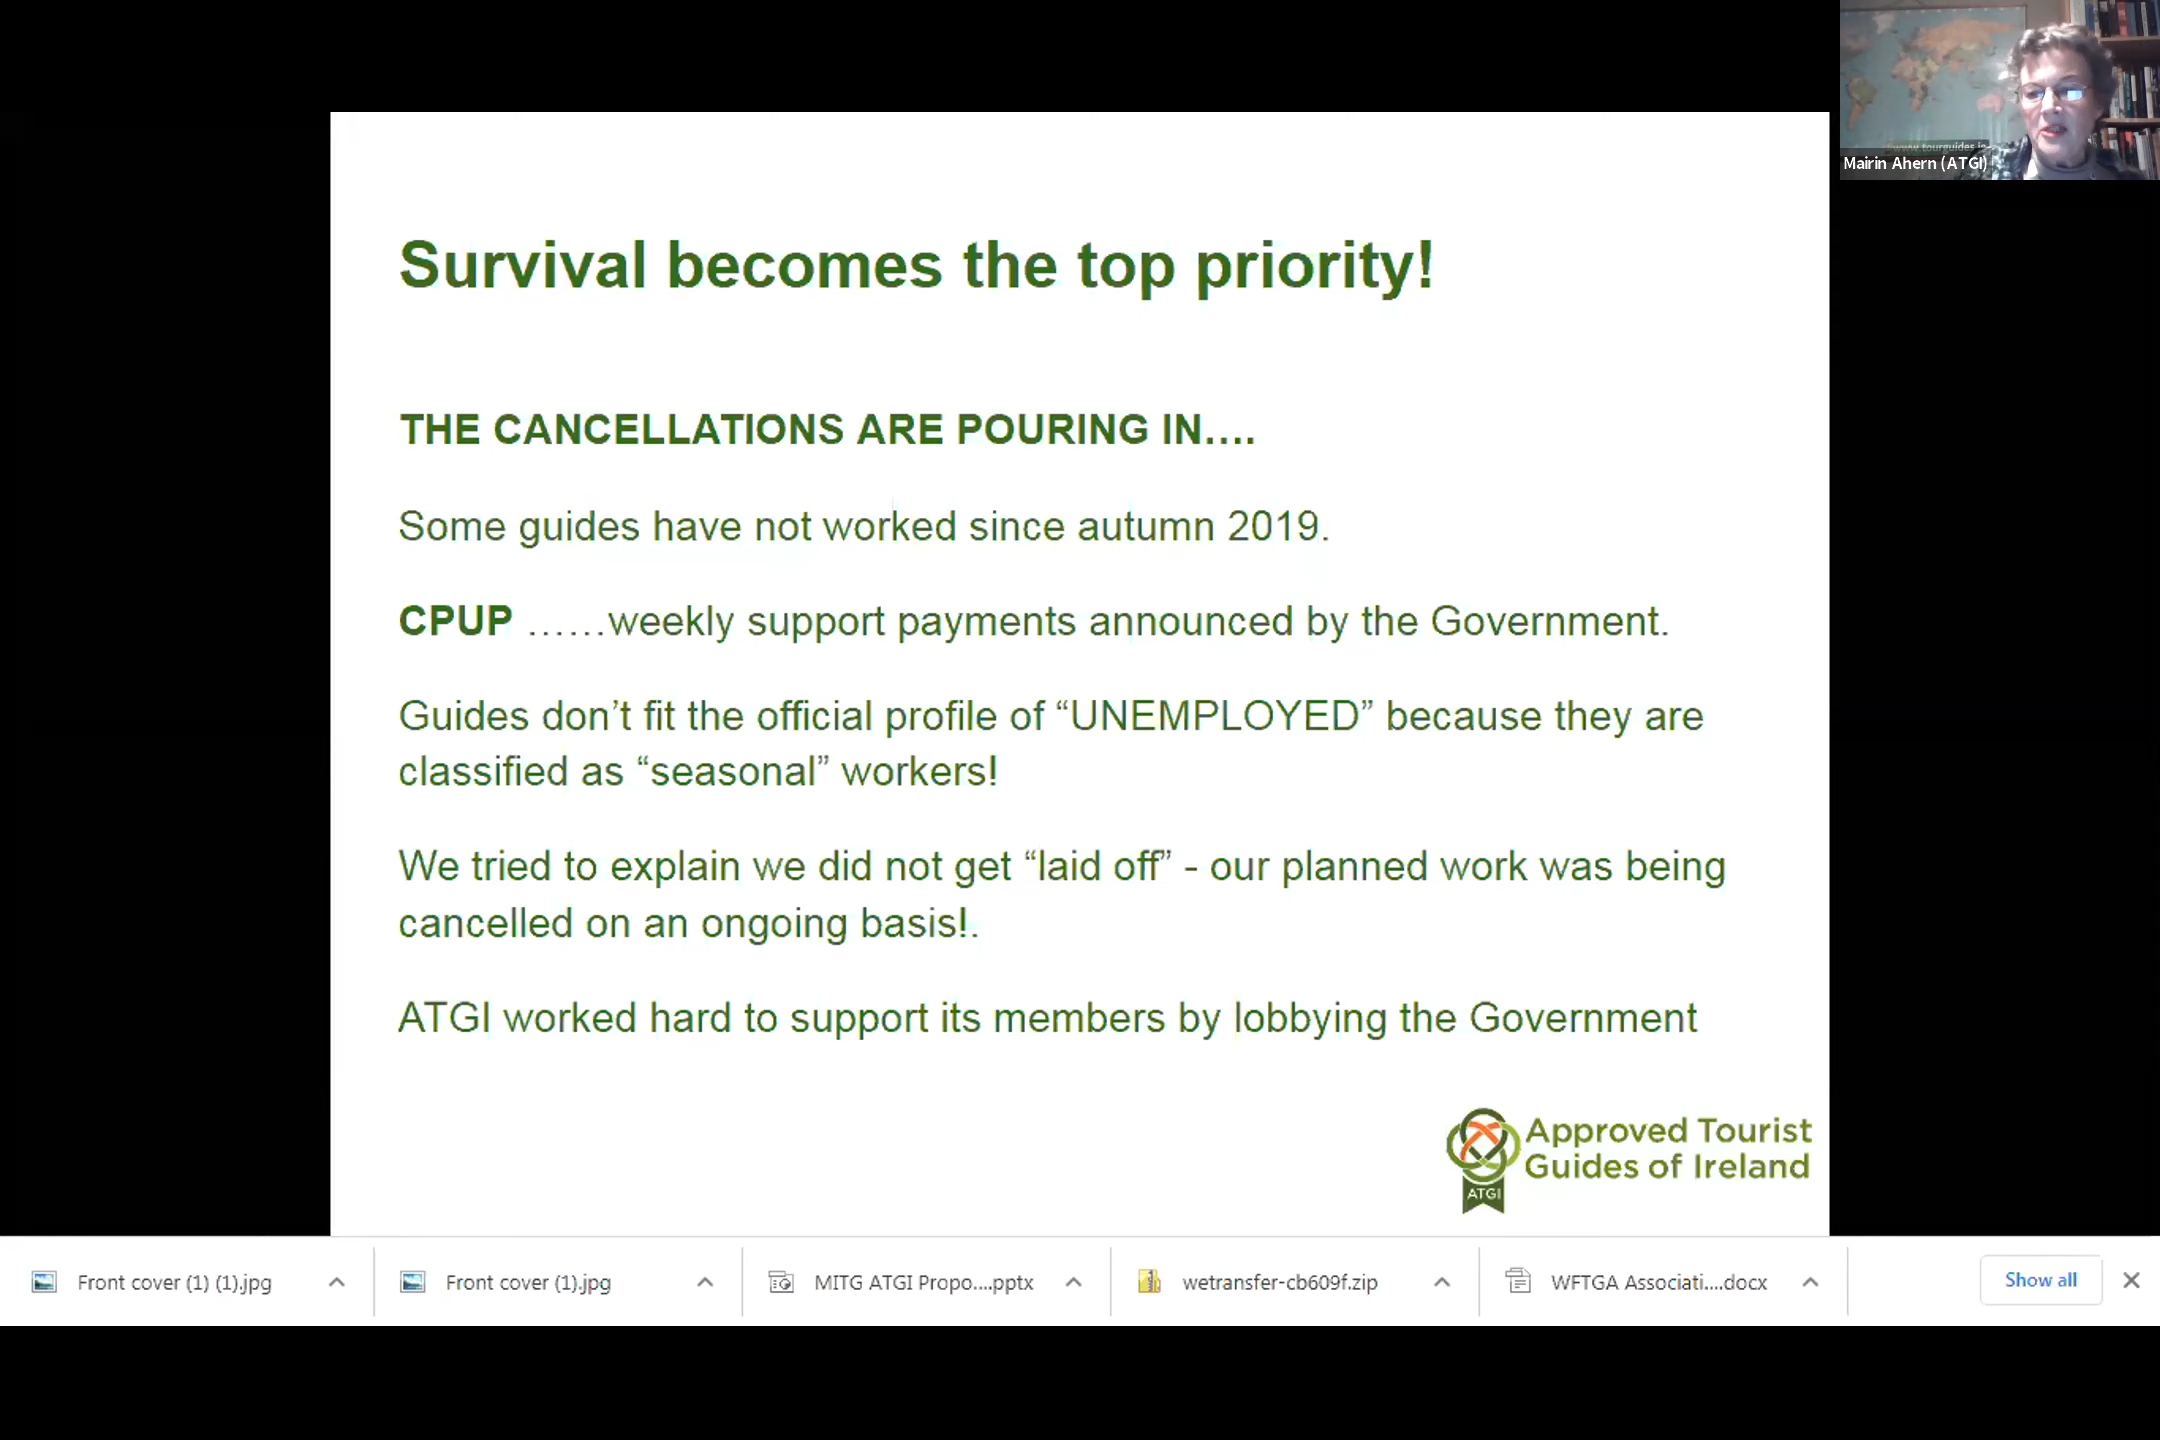 www.tourguides.ie
Mairin Ahern (ATGI)
Survival becomes the top priority!
THE CANCELLATIONS ARE POURING IN....
Some guides have not worked since autumn 2019.
CPUP ......weekly support payments announced by the Government.
Guides don’t fit the official profile of “UNEMPLOYED” because they are
classified as “seasonal” workers!
We tried to explain we did not get “laid off” - our planned work was being
cancelled on an ongoing basis!.
ATGI worked hard to support its members by lobbying the Government
Approved Tourist
Guides of Ireland
ATGI
Front cover (1) (1).jpg
Front cover (1).jpg
MITG ATGI Propo....pptx
wetransfer-cb609f.zip
WFTGA Associati....docx
Show all